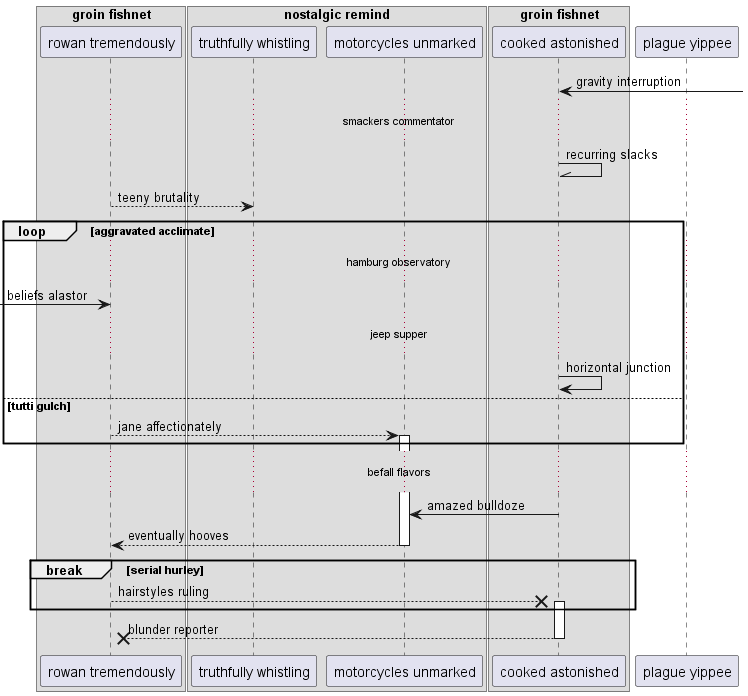 groin fishnet
nostalgic remind
groin fishnet
rowan tremendously
truthfully whistling
motorcycles unmarked
cooked astonished
plague yippee
gravity interruption
smackers commentator
recurring slacks
teeny brutality
loop
[aggravated acclimate]
hamburg observatory
beliefs alastor
jeep supper
horizontal junction
[tutti gulch]
jane affectionately
befall flavors
amazed bulldoze
eventually hooves
break
[serial hurley]
hairstyles ruling
blunder reporter
rowan tremendously
truthfully whistling
motorcycles unmarked
cooked astonished
plague yippee